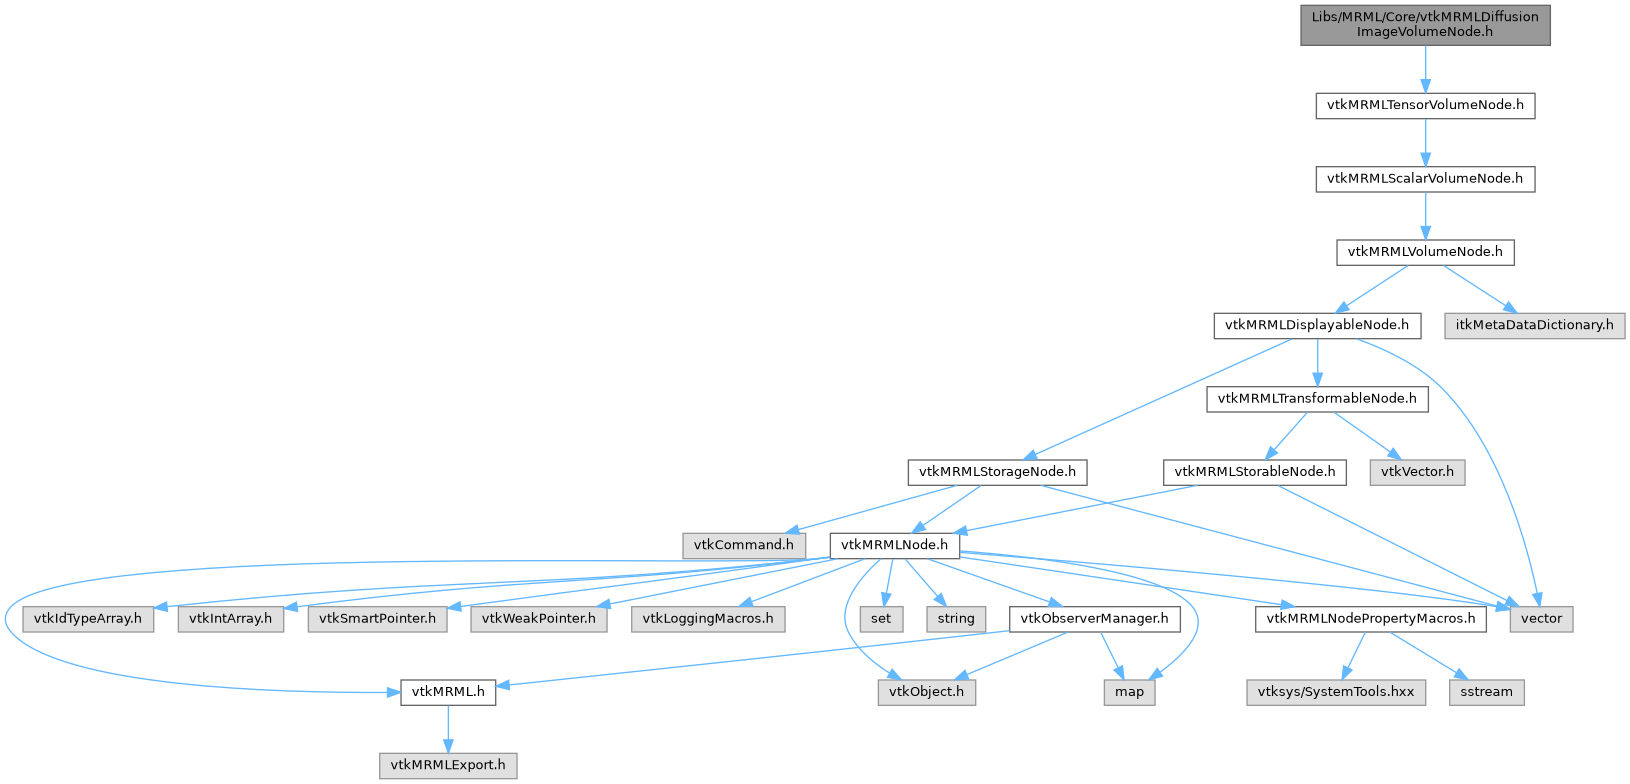 Libs/MRML/Core/vtkMRMLDiffusion
ImageVolumeNode.h
vtkMRMLTensorVolumeNode.h
vtkMRMLScalarVolumeNode.h
vtkMRMLVolumeNode.h
vtkMRMLDisplayableNode.h
itkMetaDataDictionary.h
vtkMRMLTransformableNode.h
vtkMRMLStorageNode.h
vtkMRMLStorableNode.h
vtkVector.h
vtkCommand.h
vtkMRMLNode.h
vtkIdTypeArray.h
vtkIntArray.h
vtkSmartPointer.h
vtkWeakPointer.h
vtkLoggingMacros.h
set
string
vtkObserverManager.h
vtkMRMLNodePropertyMacros.h
vector
vtkMRML.h
vtkObject.h
map
vtksys/SystemTools.hxx
sstream
vtkMRMLExport.h